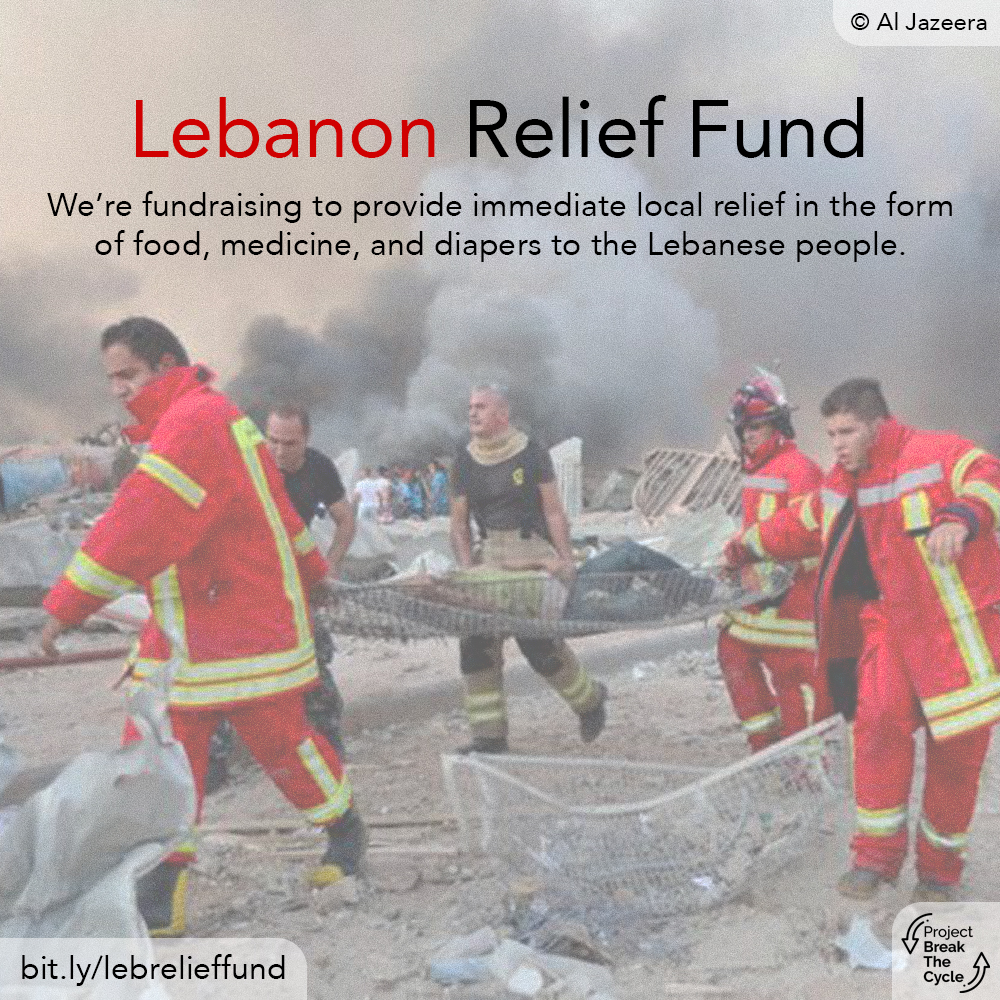 © Al Jazeera
Lebanon Relief Fund
We’re fundraising to provide immediate local relief in the form
of food, medicine, and diapers to the Lebanese people.
bit.ly/lebrelieffund
Project
Break
The
Cycle